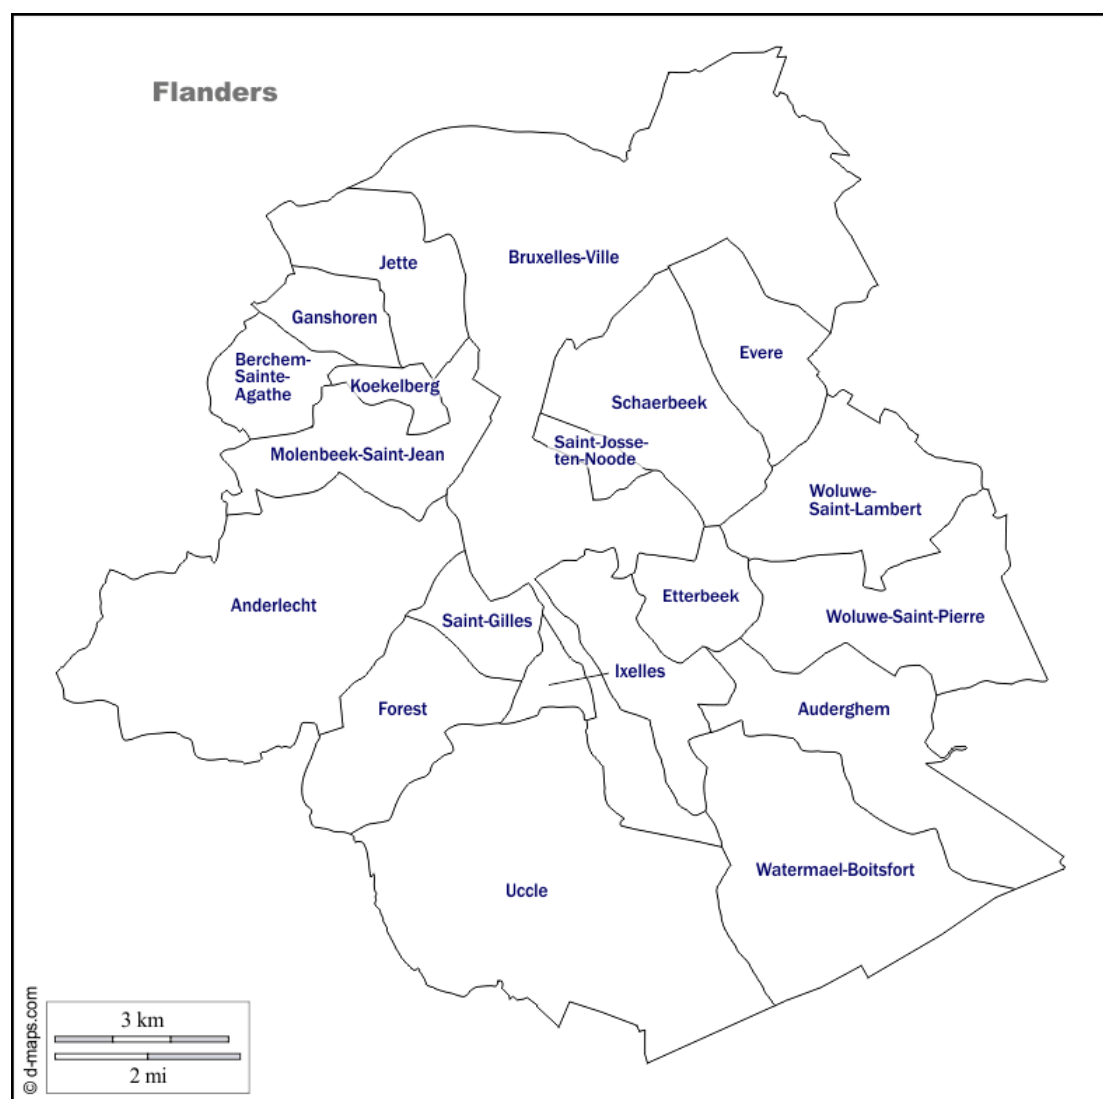 Flanders
Bruxelles-Ville
Jette
Ganshoren
Evere
Berchem-
Sainte-
Agathe
Koekelberg
Schaerbeek
Saint-Josse-
ten-Noode
Molenbeek-Saint-Jean
Woluwe-
Saint-Lambert
Etterbeek
Anderlecht
Saint-Gilles
Woluwe-Saint-Pierre
Ixelles
Forest
Auderghem
Watermael-Boitsfort
Uccle
3 km
2 mi
© d-maps.com